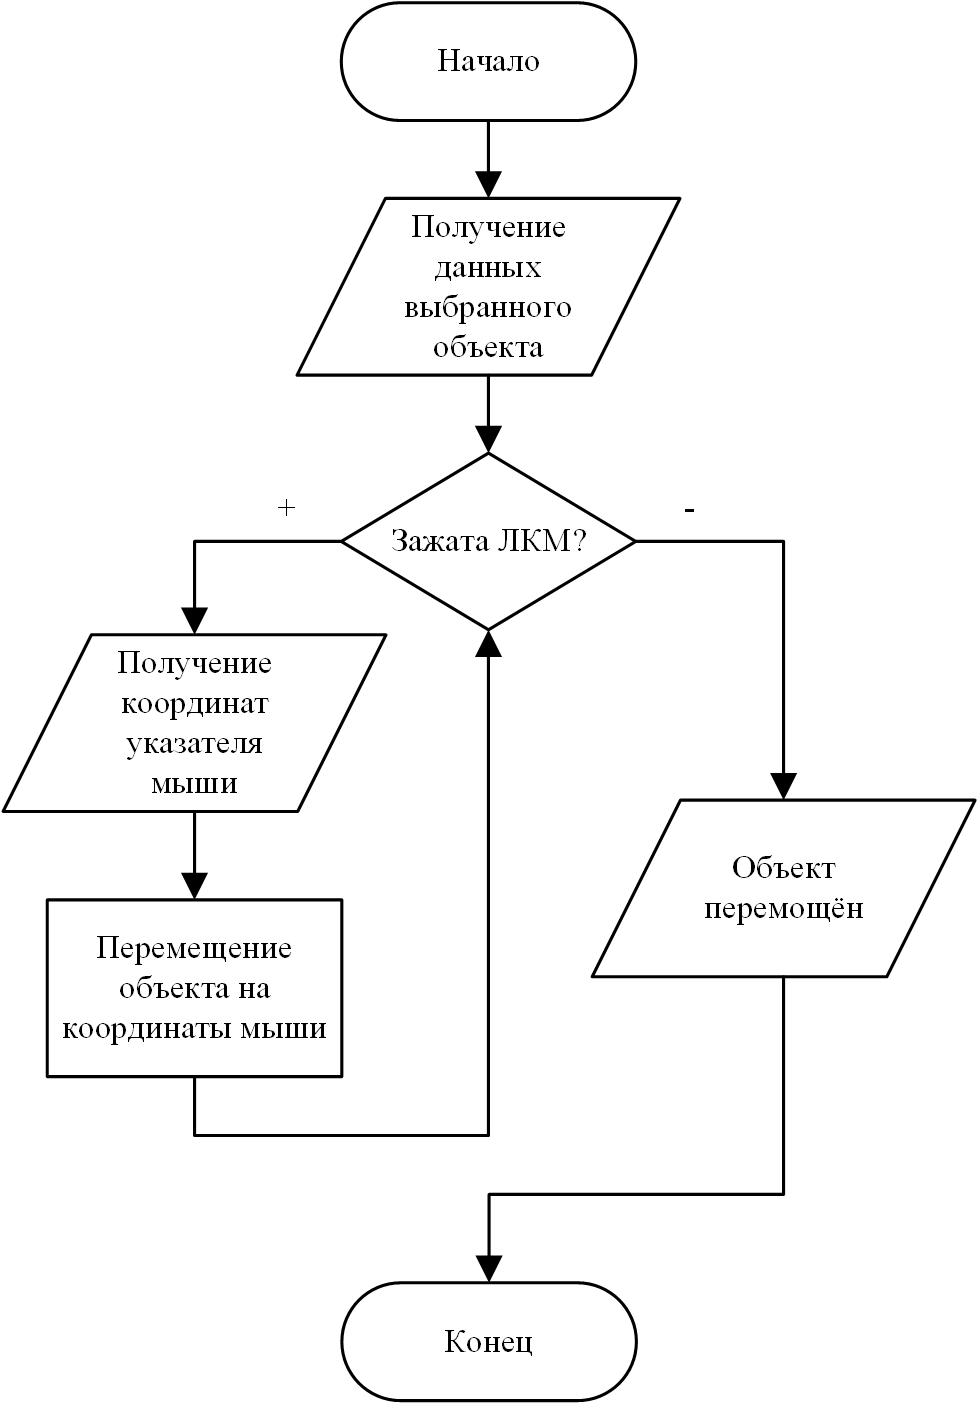 Начало
Получение
данных
выбранного
объекта
+
-
Зажата ЛКМ?
Получение
координат
указателя
мыши
Объект
перемощён
Перемещение
объекта на
координаты мыши
Конец